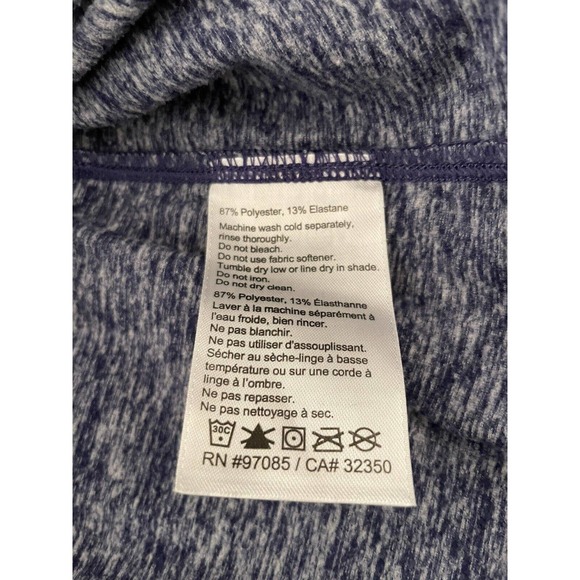 87% Polyester, 13% Elastane
Machine wash cold separately,
rinse thoroughly.
Do not bleach.
Do not use fabric softener.
Tumble dry low or line dry in shade.
Do not iron.
Do not dry clean.
87% Polyester, 13% Élasthanne
Laver à la machine séparément à
l'eau froide, bien rincer.
Ne pas blanchir.
Ne pas utiliser d'assouplissant.
Sécher au sèche-linge à basse
température ou sur une corde à
linge à l'ombre.
Ne pas repasser.
Ne pas nettoyage à sec.
30C
RN #97085 / CA# 32350